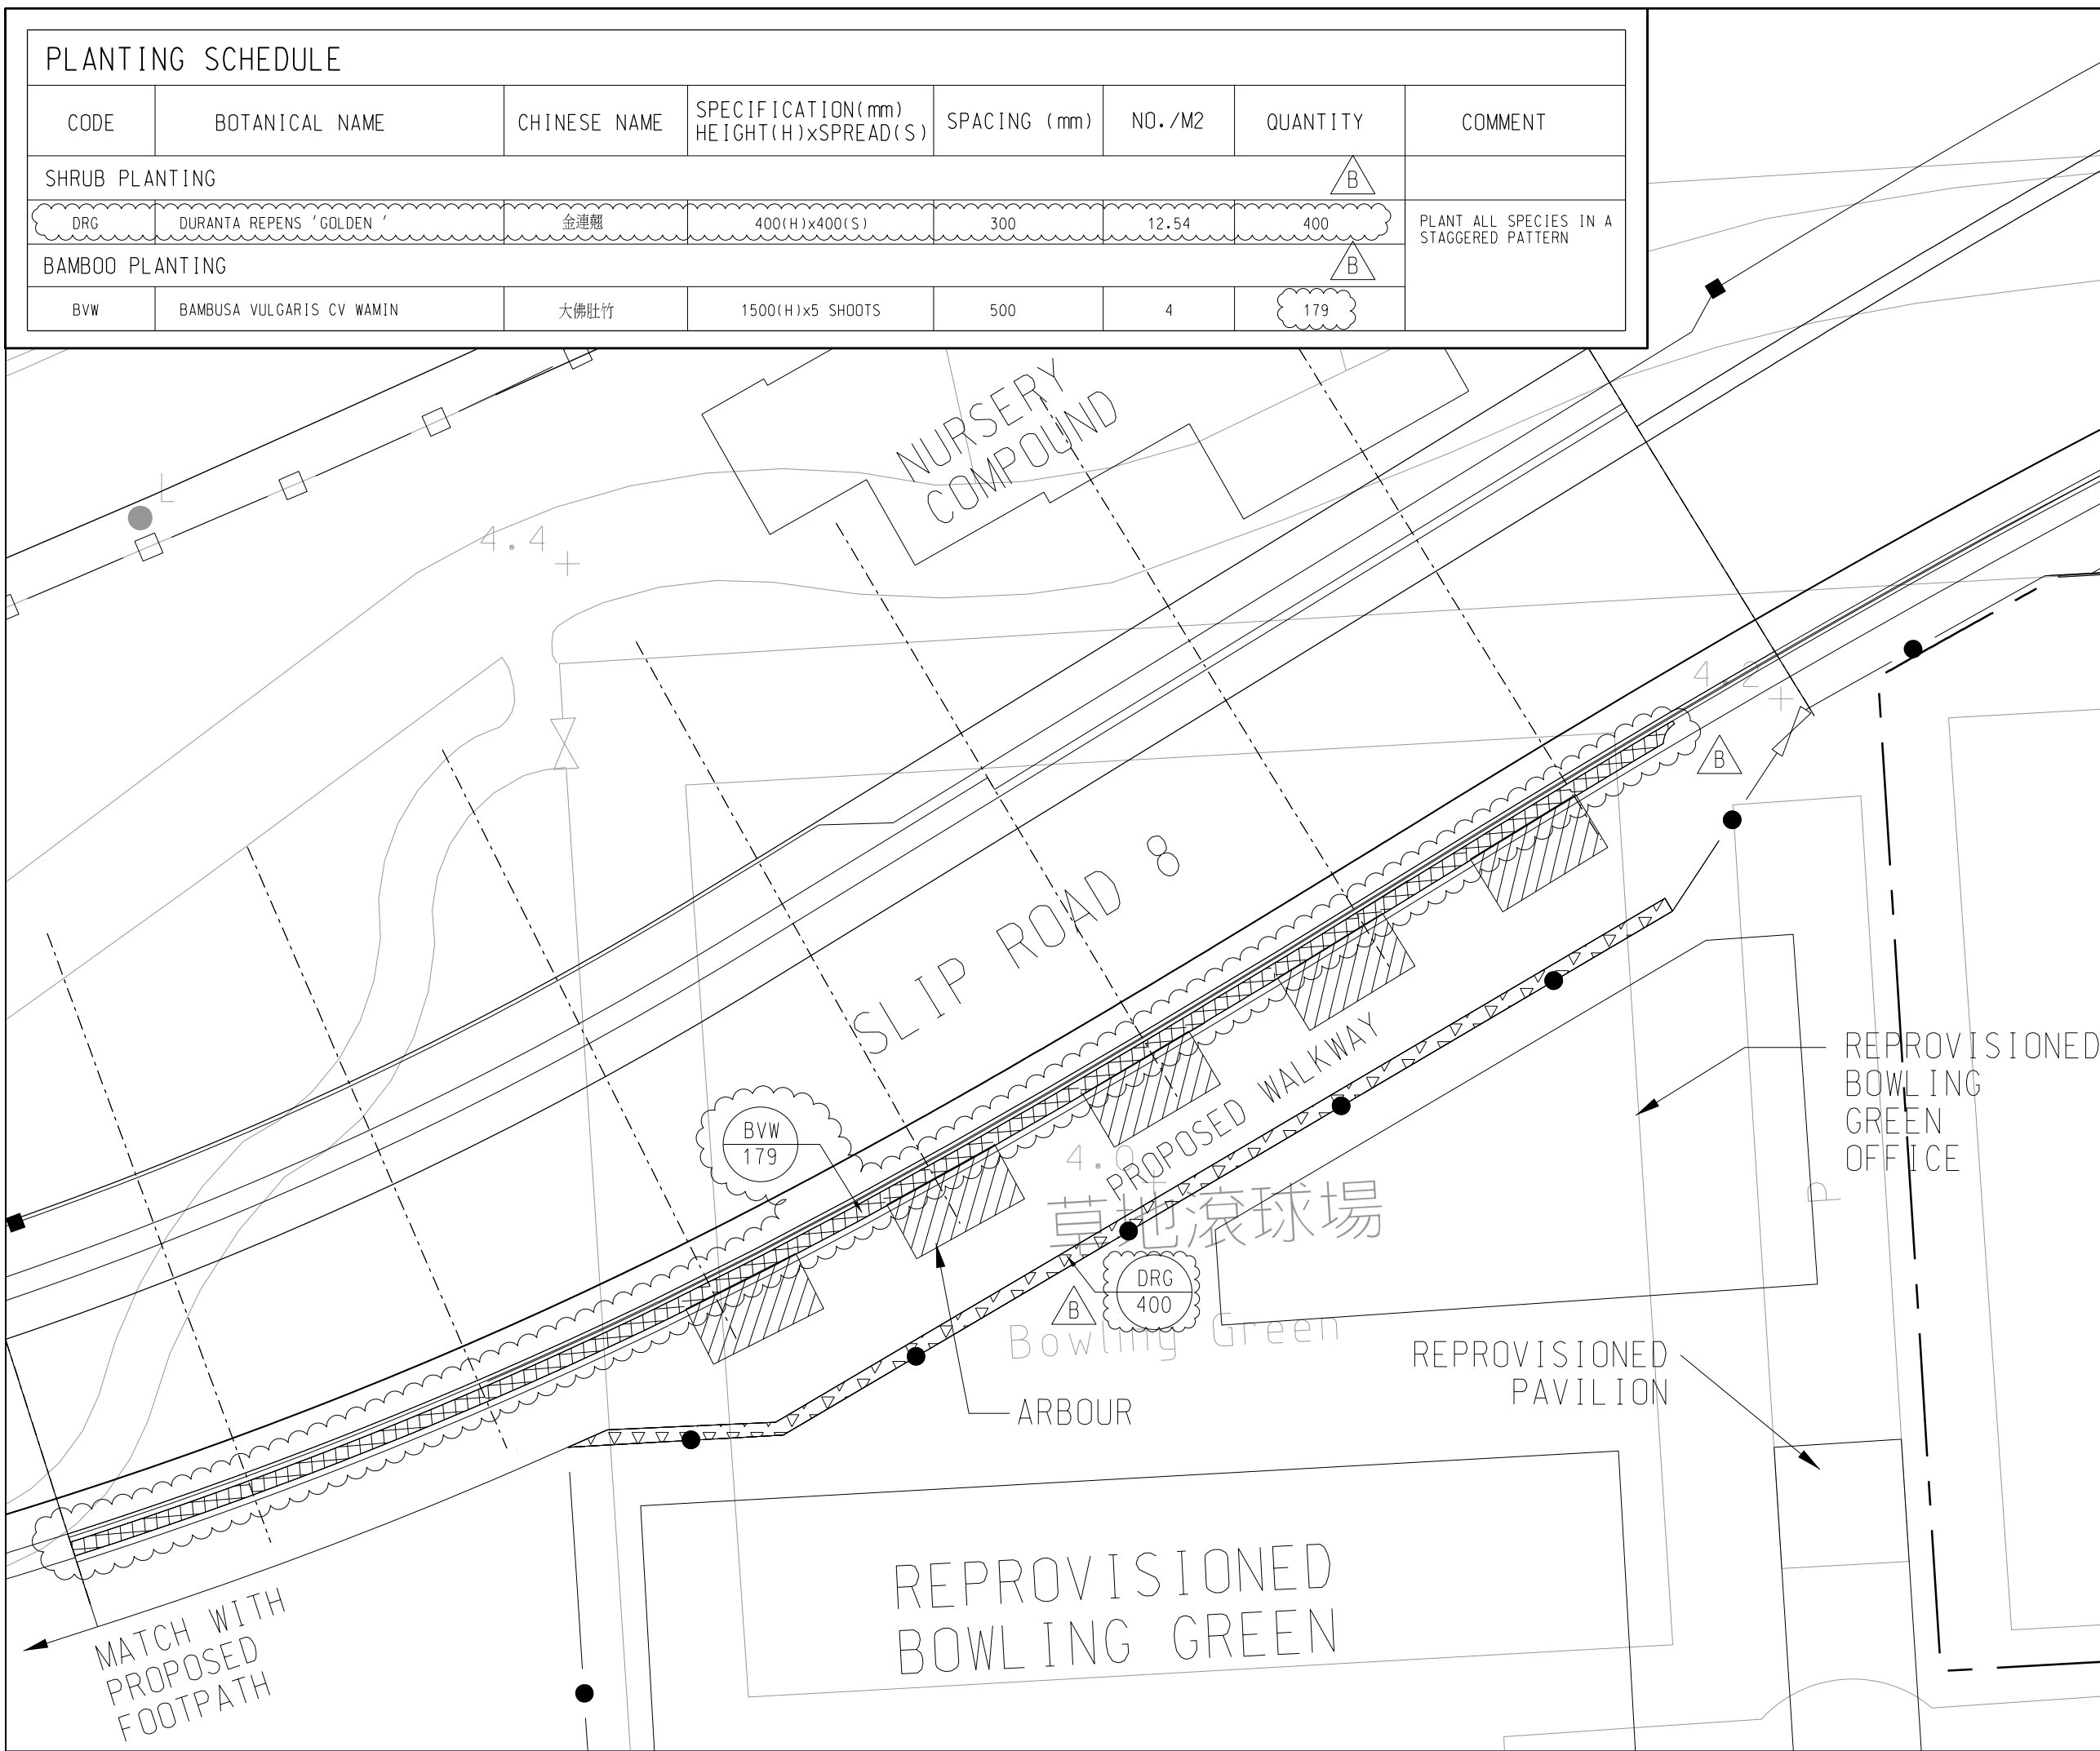 PLANTING SCHEDULE
CODE
BOTANICAL NAME
CHINESE NAME
SPECIFICATION(mm)
HEIGHT(H)xSPREAD(S)
SPACING (mm)
NO./M2
QUANTITY
COMMENT
SHRUB PLANTING
B
DRG
DURANTA REPENS 'GOLDEN '
金連翹
400(H)x400(S)
300
12.54
400
PLANT ALL SPECIES IN A
STAGGERED PATTERN
BAMBOO PLANTING
B
BVW
BAMBUSA VULGARIS CV WAMIN
大佛肚竹
1500(H)x5 SHOOTS
500
4
179
NURSERY
COMPOUND
L
4.4
4.2
B
SLIP ROAD 8
BVW
179
PROPOSED WALKWAY
REPROVISIONED
BOWLING
GREEN
OFFICE
4.0
草地滾球場
P
DRG
400
B
Bowling Green
REPROVISIONED
PAVILION
ARBOUR
REPROVISIONED
BOWLING GREEN
MATCH WITH
PROPOSED
FOOTPATH